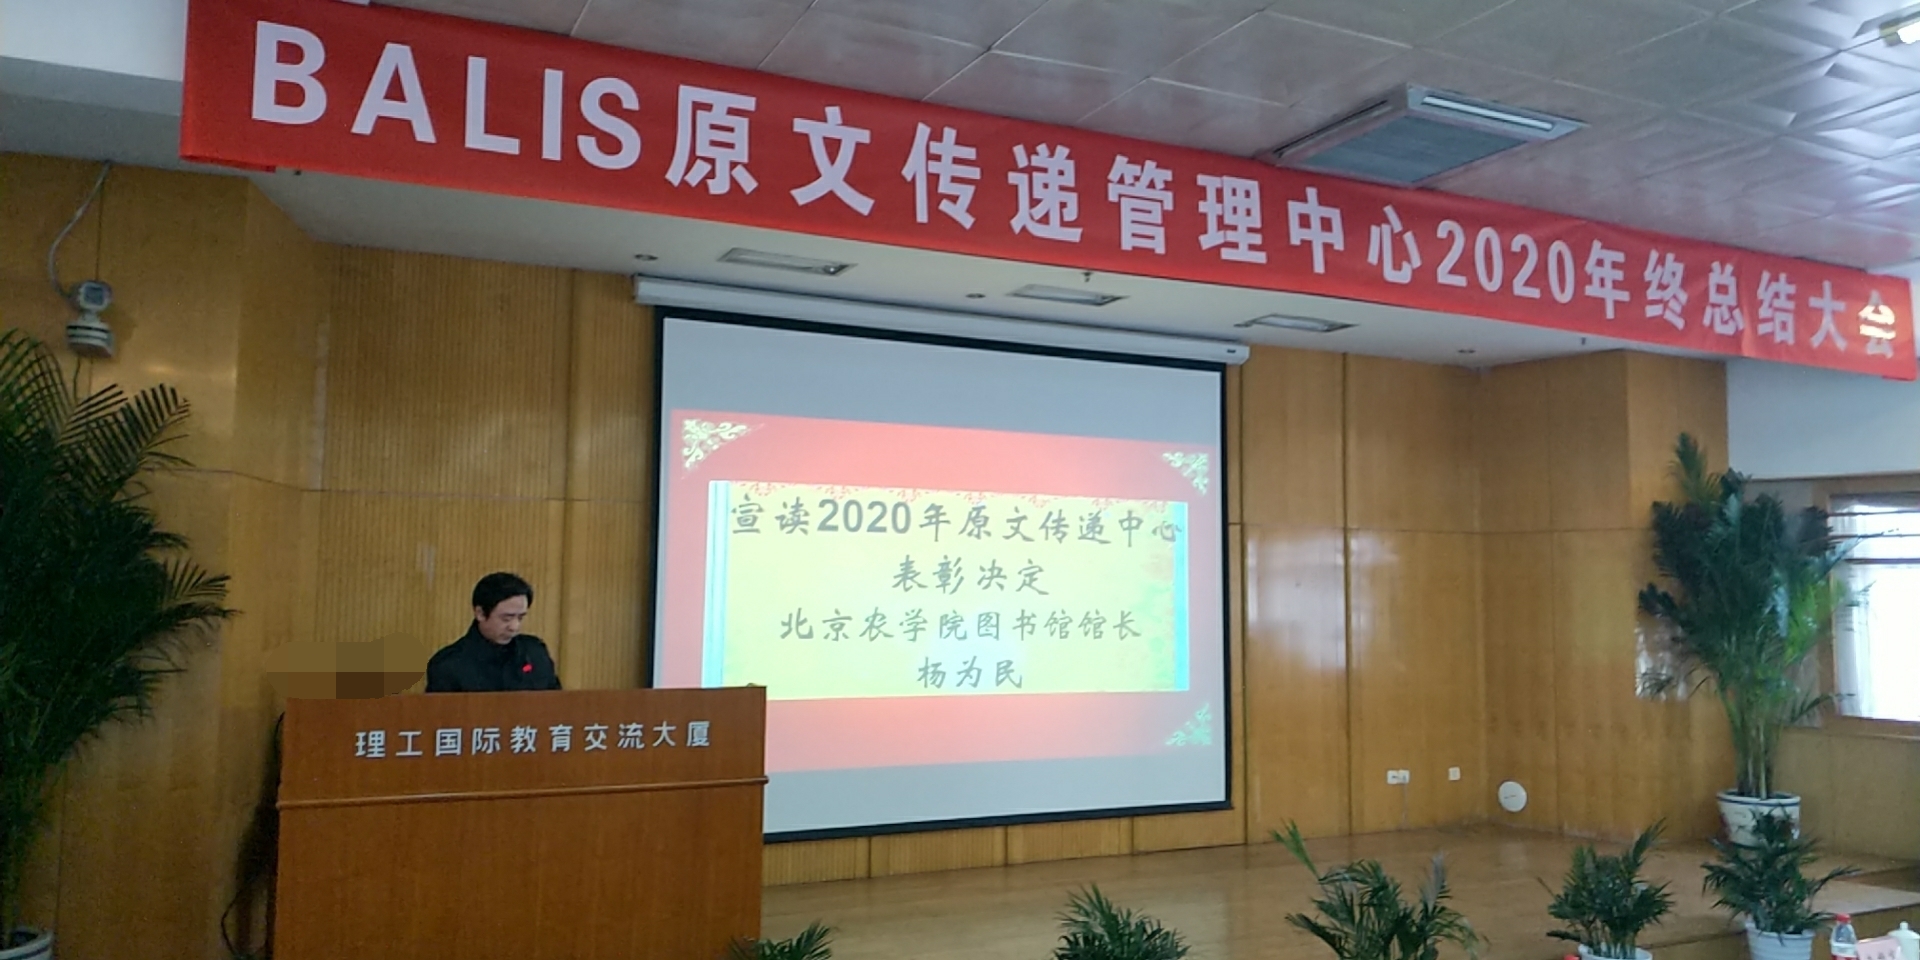 BALIS原文传递管理中心2020年终总结大会
宣读2020年原文传递中心
表彰决定
北京农学院图书馆馆长
杨为民
理工国际教育交流大厦